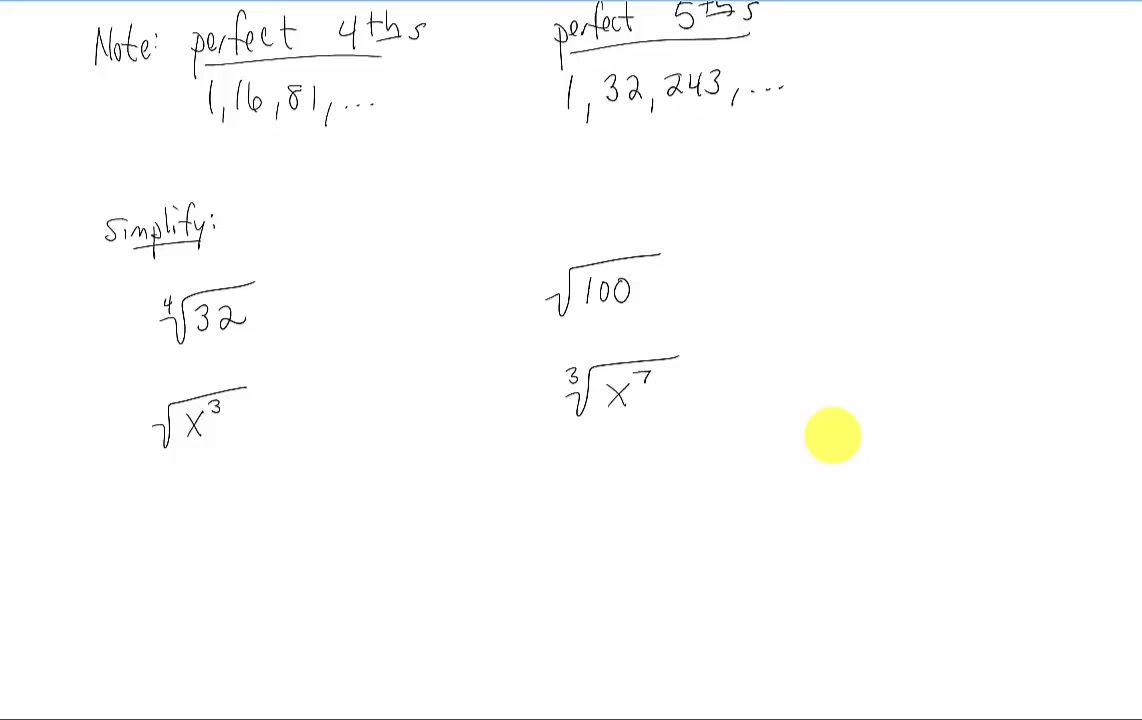 Note: perfect 4ths perfect 5ths
1, 16, 81, ... 1, 32, 243, ...
Simplify:
∜32 √100
√x³ ∛x⁷